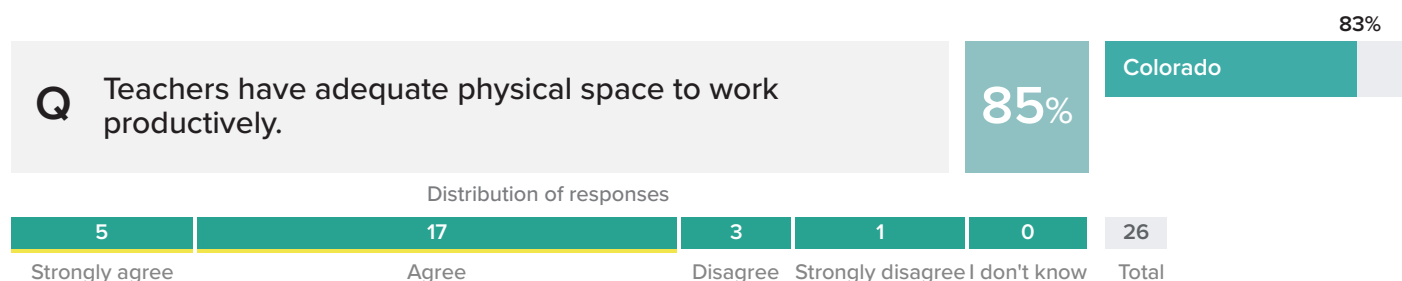 83%
Q
Teachers have adequate physical space to work
productively.
85%
Colorado
Distribution of responses
5 17 3 1 0 26
Strongly agree Agree Disagree Strongly disagree I don't know Total